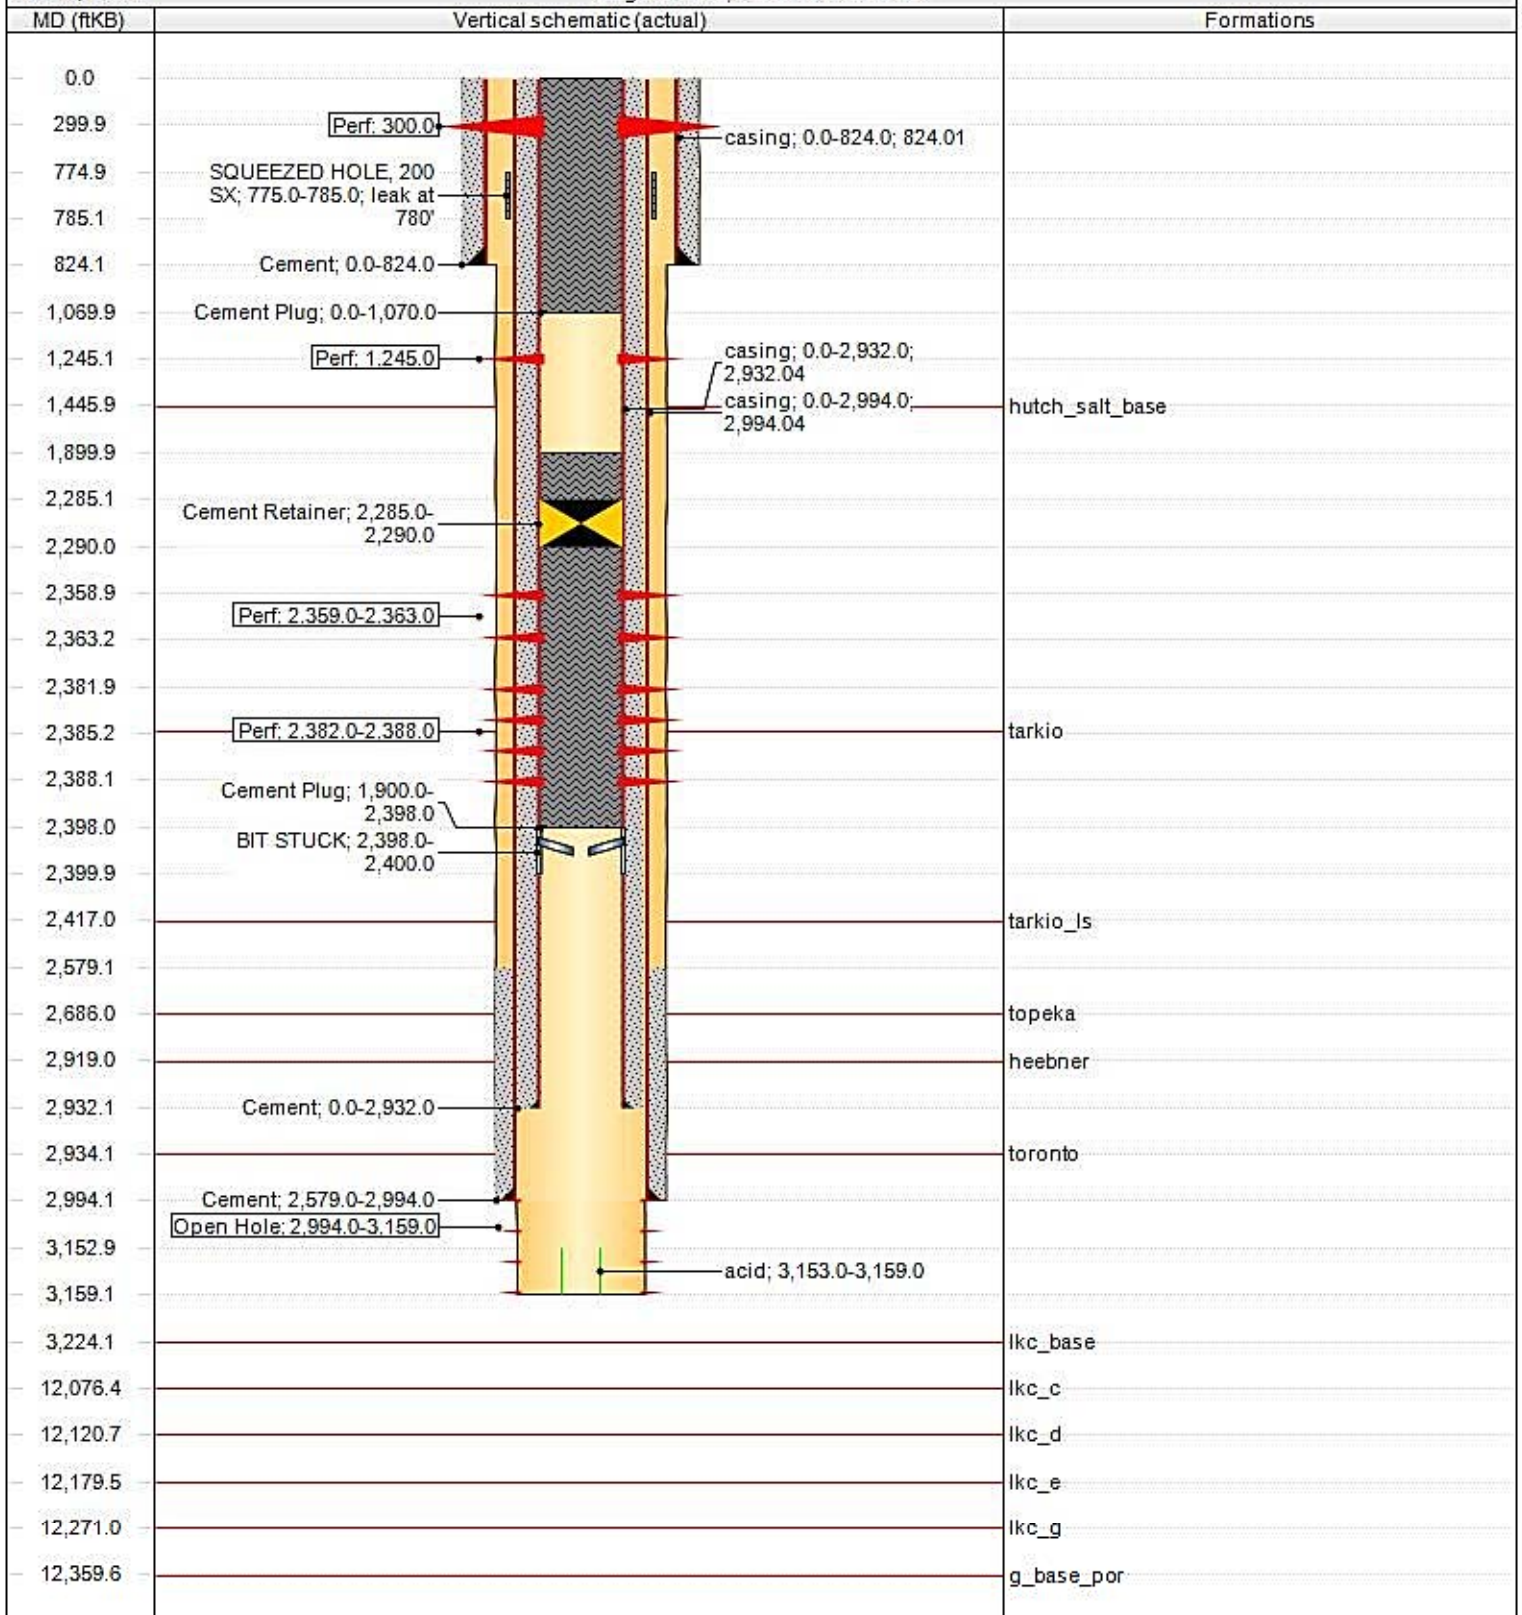 MD (ftKB)
Vertical schematic (actual)
Formations
0.0
299.9
Perf; 300.0
casing; 0.0-824.0; 824.01
774.9
SQUEEZED HOLE, 200
SX; 775.0-785.0; leak at
780'
785.1
824.1
Cement; 0.0-824.0
1,069.9
Cement Plug; 0.0-1,070.0
1,245.1
Perf; 1.245.0
casing; 0.0-2,932.0;
2,932.04
casing; 0.0-2,994.0;
2,994.04
1,445.9
hutch_salt_base
1,899.9
2,285.1
Cement Retainer; 2,285.0-
2,290.0
2,290.0
2,358.9
Perf; 2.359.0-2.363.0
2,363.2
2,381.9
2,385.2
Perf; 2.382.0-2.388.0
tarkio
2,388.1
Cement Plug; 1,900.0-
2,398.0
2,398.0
BIT STUCK; 2,398.0-
2,400.0
2,399.9
2,417.0
tarkio_ls
2,579.1
2,686.0
topeka
2,919.0
heebner
2,932.1
Cement; 0.0-2,932.0
2,934.1
toronto
2,994.1
Cement; 2,579.0-2,994.0
Open Hole; 2,994.0-3,159.0
3,152.9
acid; 3,153.0-3,159.0
3,159.1
3,224.1
lkc_base
12,076.4
lkc_c
12,120.7
lkc_d
12,179.5
lkc_e
12,271.0
lkc_g
12,359.6
g_base_por